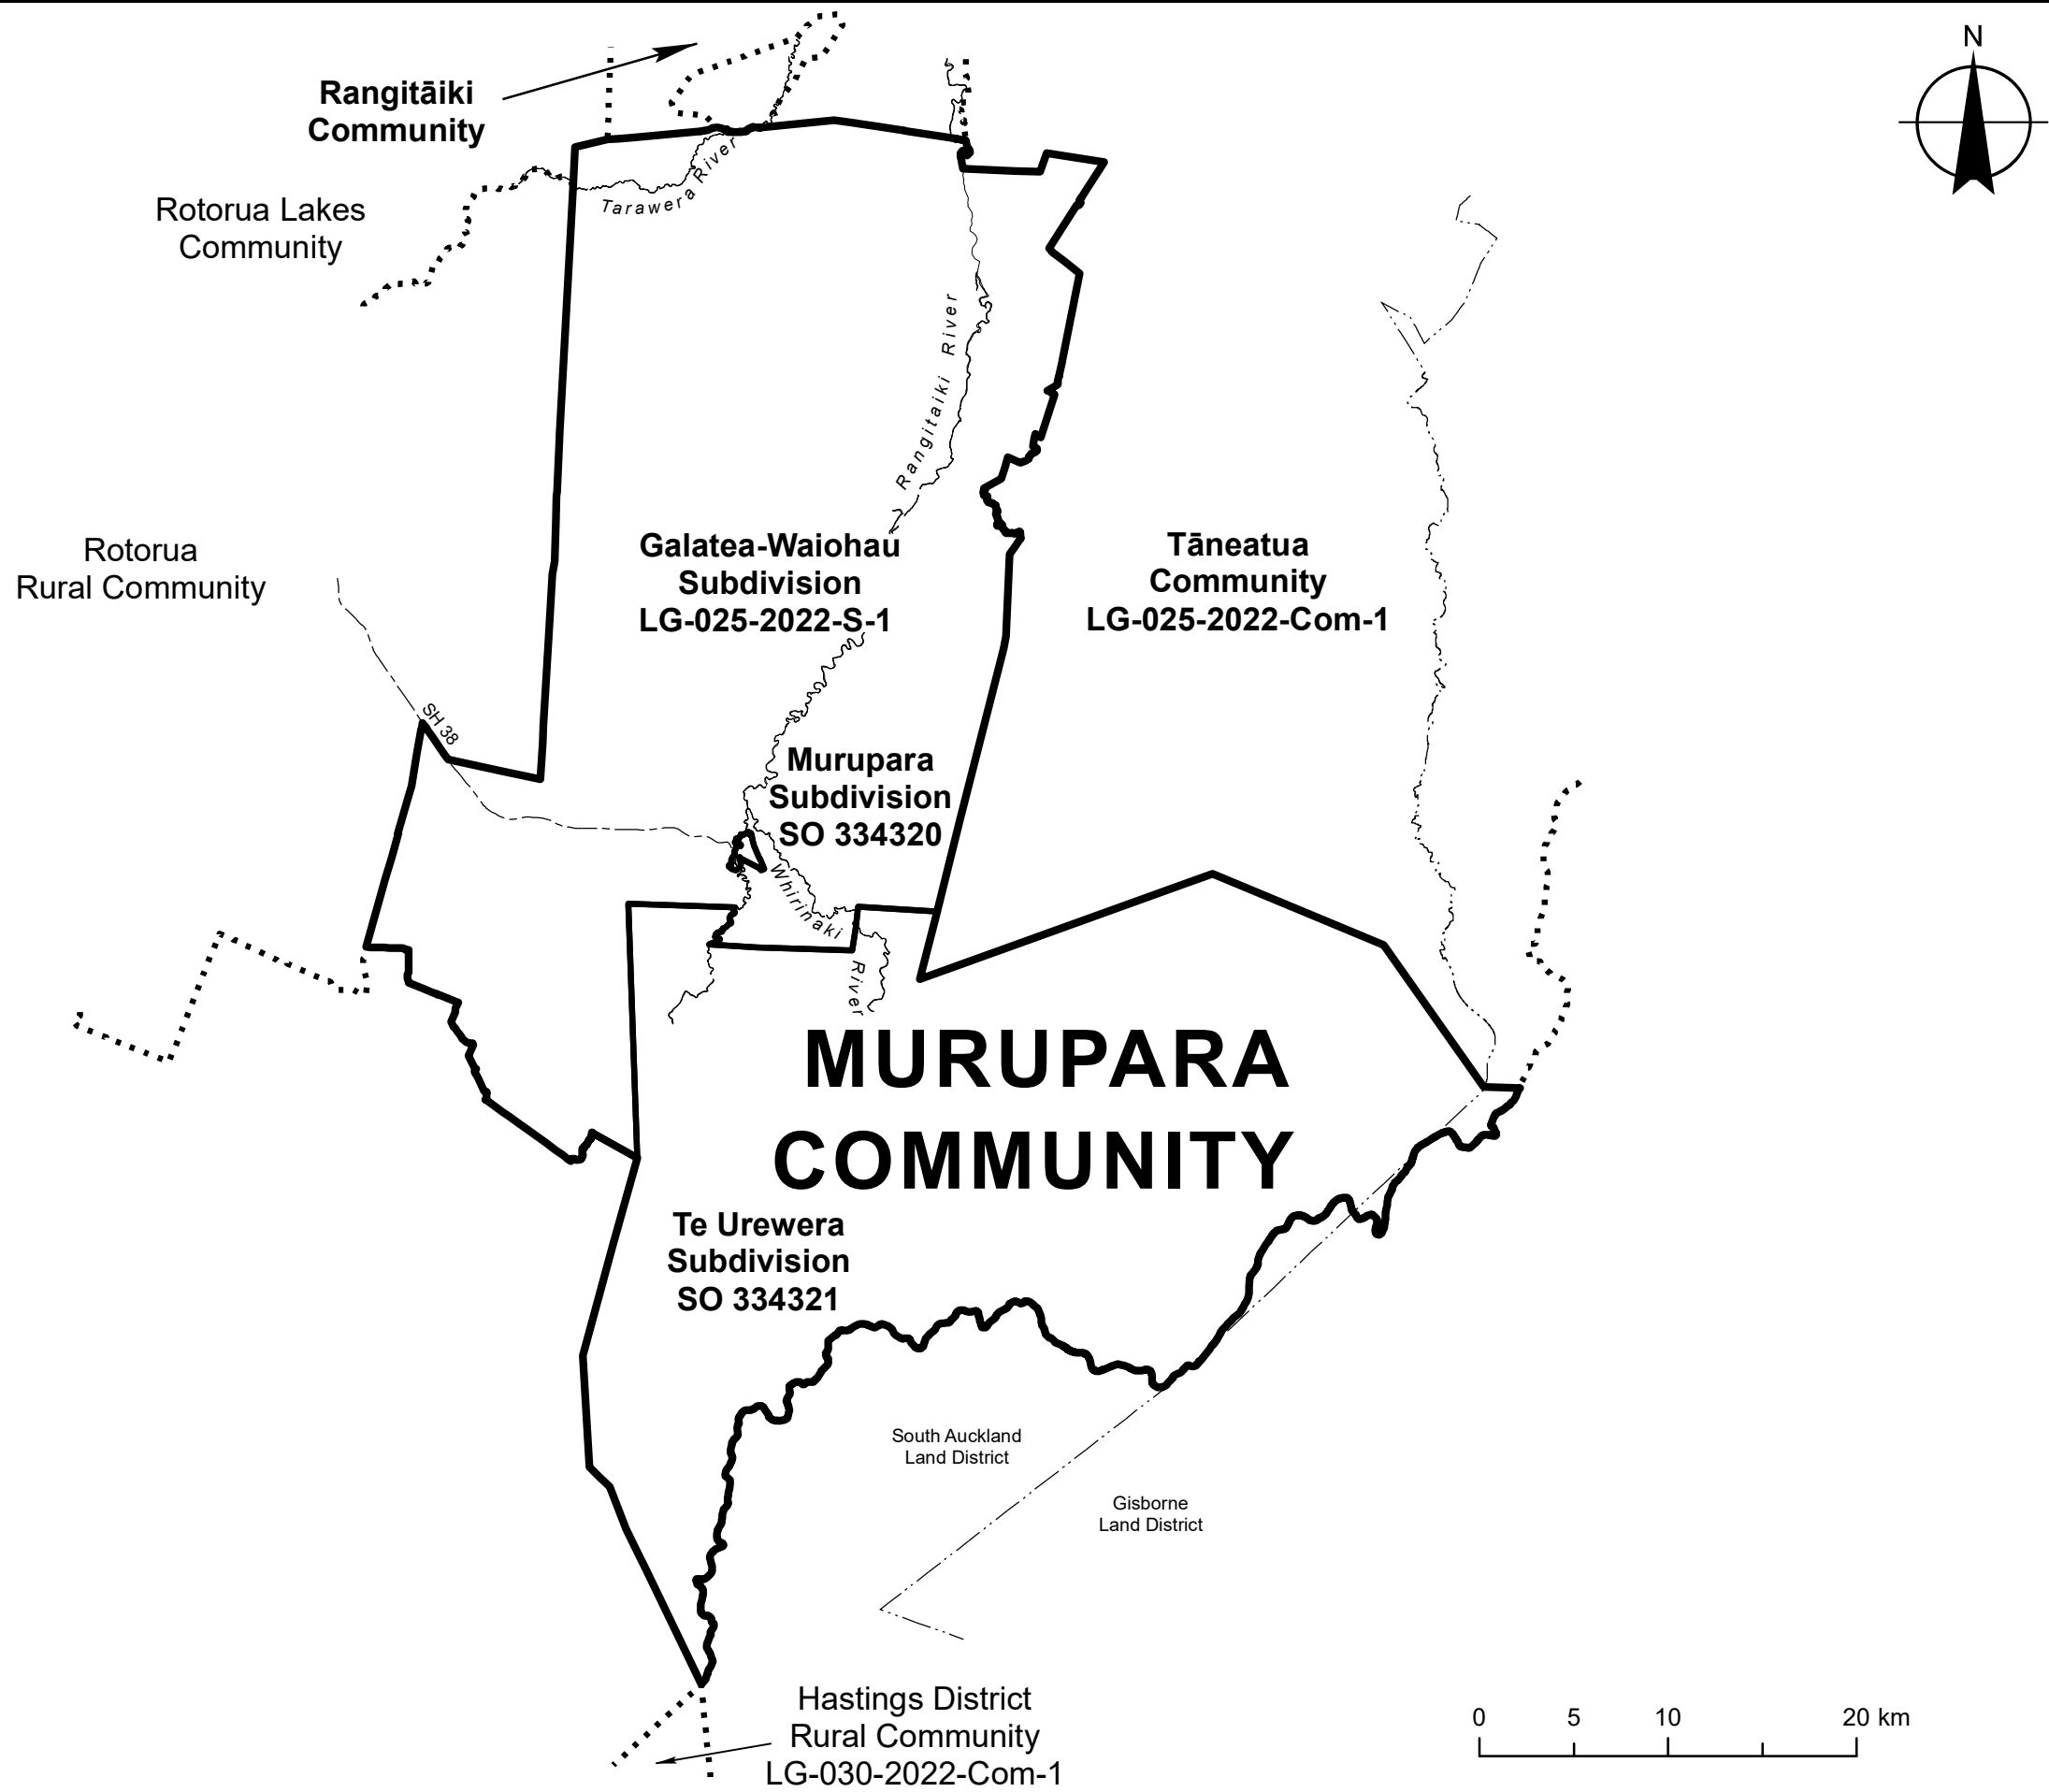 N
Rangitāiki
Community
Rotorua Lakes
Community
Tarawera River
Rangitaiki River
Rotorua
Rural Community
Galatea-Waiohau
Subdivision
LG-025-2022-S-1
Tāneatua
Community
LG-025-2022-Com-1
SH 38
Murupara
Subdivision
SO 334320
Whirinaki
River
MURUPARA
COMMUNITY
Te Urewera
Subdivision
SO 334321
South Auckland
Land District
Gisborne
Land District
Hastings District
Rural Community
LG-030-2022-Com-1
0 5 10 20 km